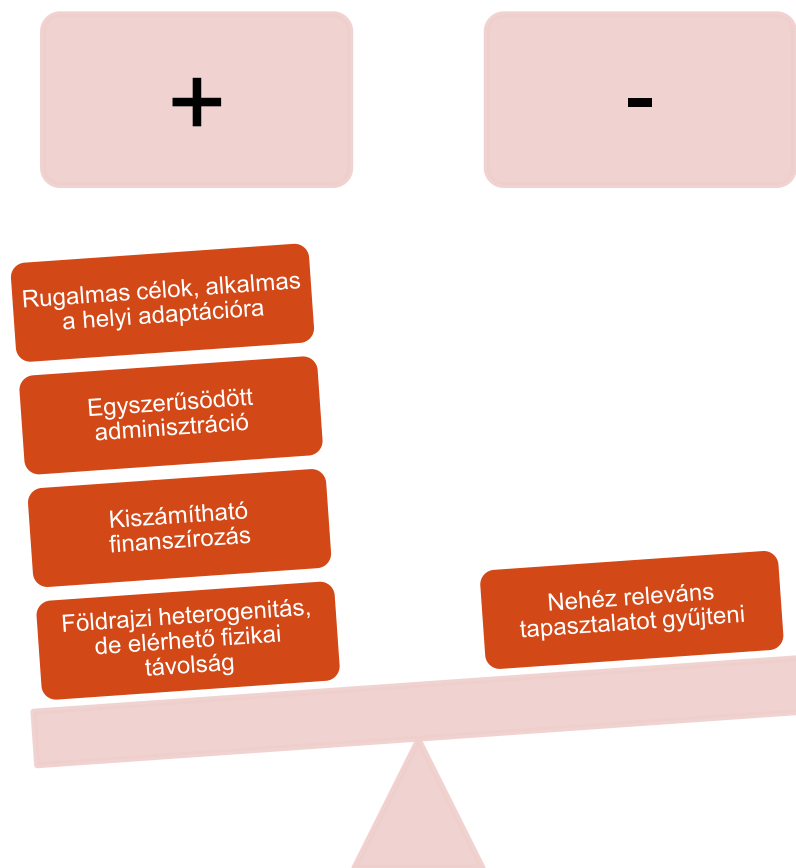 +
-
Rugalmas célok, alkalmas
a helyi adaptációra
Egyszerűsödött
adminisztráció
Kiszámítható
finanszírozás
Földrajzi heterogenitás,
de elérhető fizikai
távolság
Nehéz releváns
tapasztalatot gyűjteni